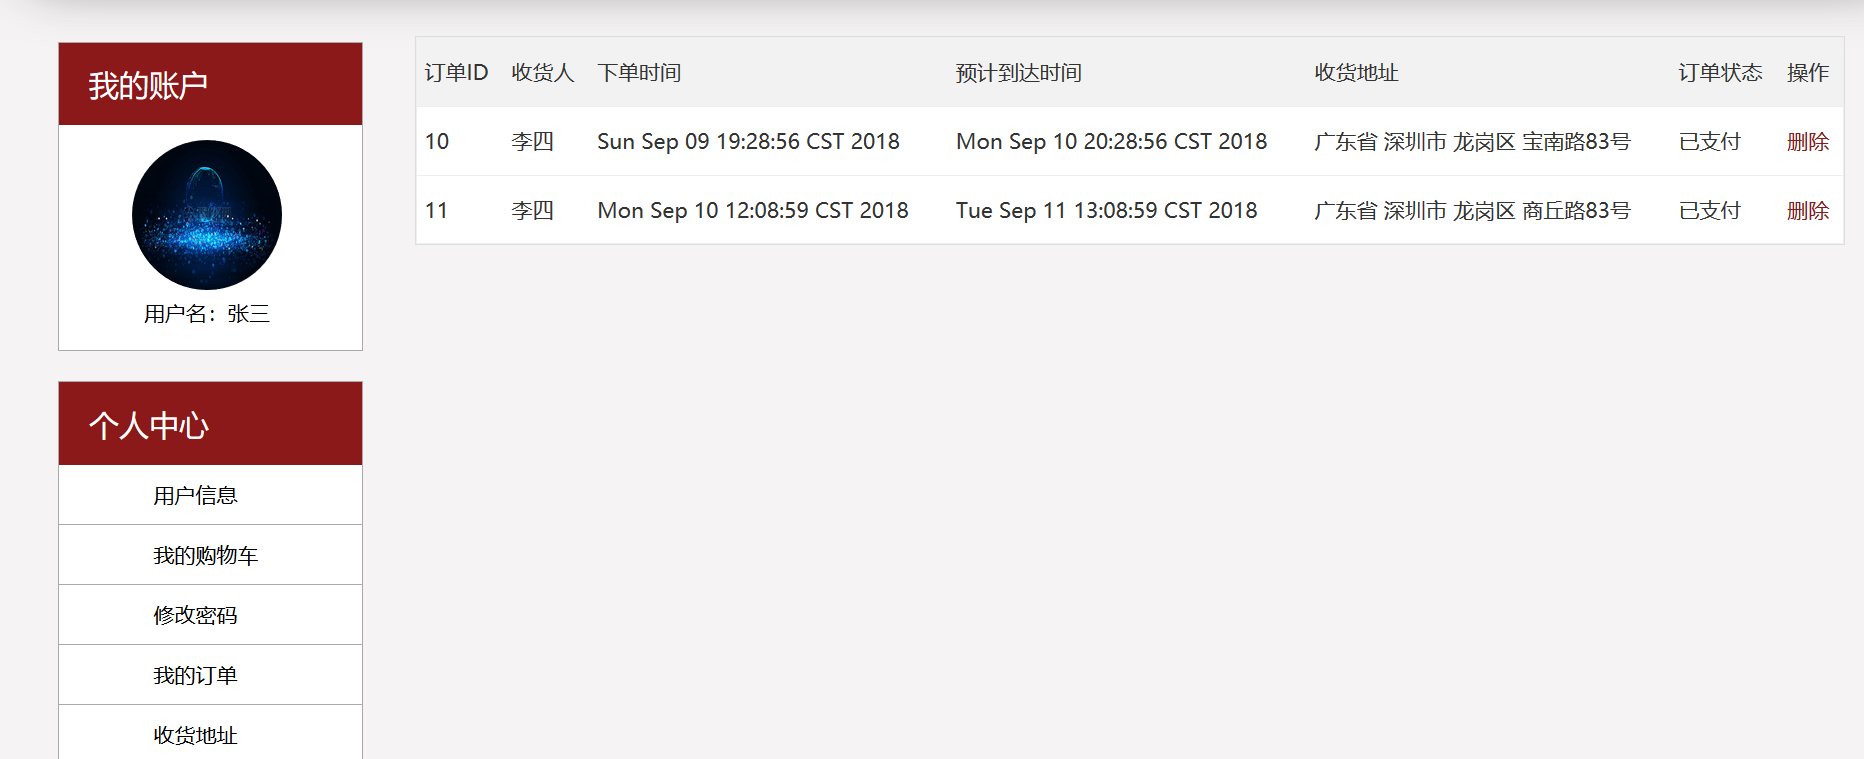 我的账户
用户名：张三
个人中心
用户信息
我的购物车
修改密码
我的订单
收货地址
订单ID 收货人 下单时间 预计到达时间 收货地址 订单状态 操作
10 李四 Sun Sep 09 19:28:56 CST 2018 Mon Sep 10 20:28:56 CST 2018 广东省 深圳市 龙岗区 宝南路83号 已支付 删除
11 李四 Mon Sep 10 12:08:59 CST 2018 Tue Sep 11 13:08:59 CST 2018 广东省 深圳市 龙岗区 商丘路83号 已支付 删除